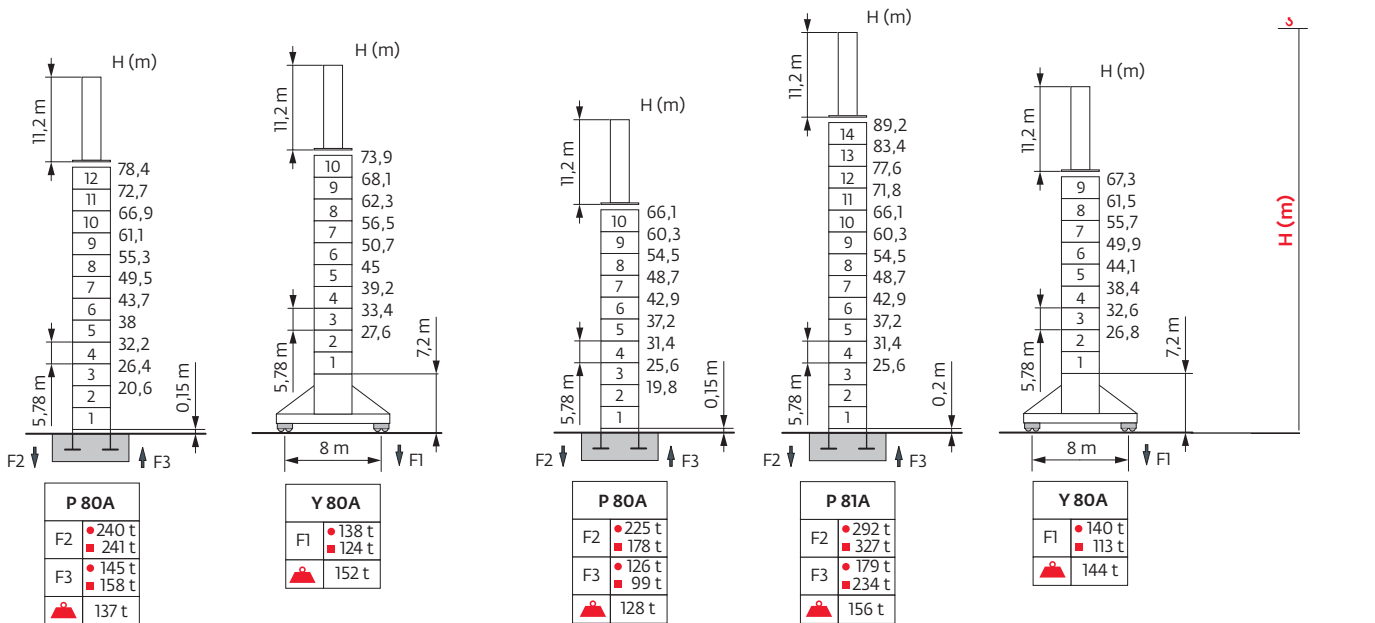 H (m)
11,2 m
12
11
10
9
8
7
6
5
4
3
2
1
78,4
72,7
66,9
61,1
55,3
49,5
43,7
38
32,2
26,4
20,6
5,78 m
0,15 m
F2
F3
P 80A
F2
240 t
241 t
F3
145 t
158 t
137 t
H (m)
11,2 m
10
9
8
7
6
5
4
3
2
1
73,9
68,1
62,3
56,5
50,7
45
39,2
33,4
27,6
5,78 m
7,2 m
8 m
F1
Y 80A
F1
138 t
124 t
152 t
H (m)
11,2 m
10
9
8
7
6
5
4
3
2
1
66,1
60,3
54,5
48,7
42,9
37,2
31,4
25,6
19,8
5,78 m
0,15 m
F2
F3
P 80A
F2
225 t
178 t
F3
126 t
99 t
128 t
H (m)
11,2 m
14
13
12
11
10
9
8
7
6
5
4
3
2
1
89,2
83,4
77,6
71,8
66,1
60,3
54,5
48,7
42,9
37,2
31,4
25,6
5,78 m
0,2 m
F2
F3
P 81A
F2
292 t
327 t
F3
179 t
234 t
156 t
H (m)
11,2 m
9
8
7
6
5
4
3
2
1
67,3
61,5
55,7
49,9
44,1
38,4
32,6
26,8
5,78 m
7,2 m
8 m
F1
Y 80A
F1
140 t
113 t
144 t
H (m)